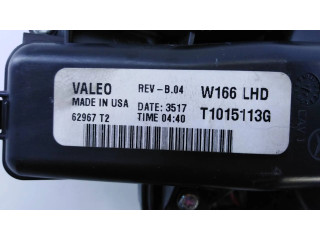 VALEO REV-B.04 W166 LHD
MADE IN USA DATE: 3517 T1015113G
62967 T2 TIME 04:40